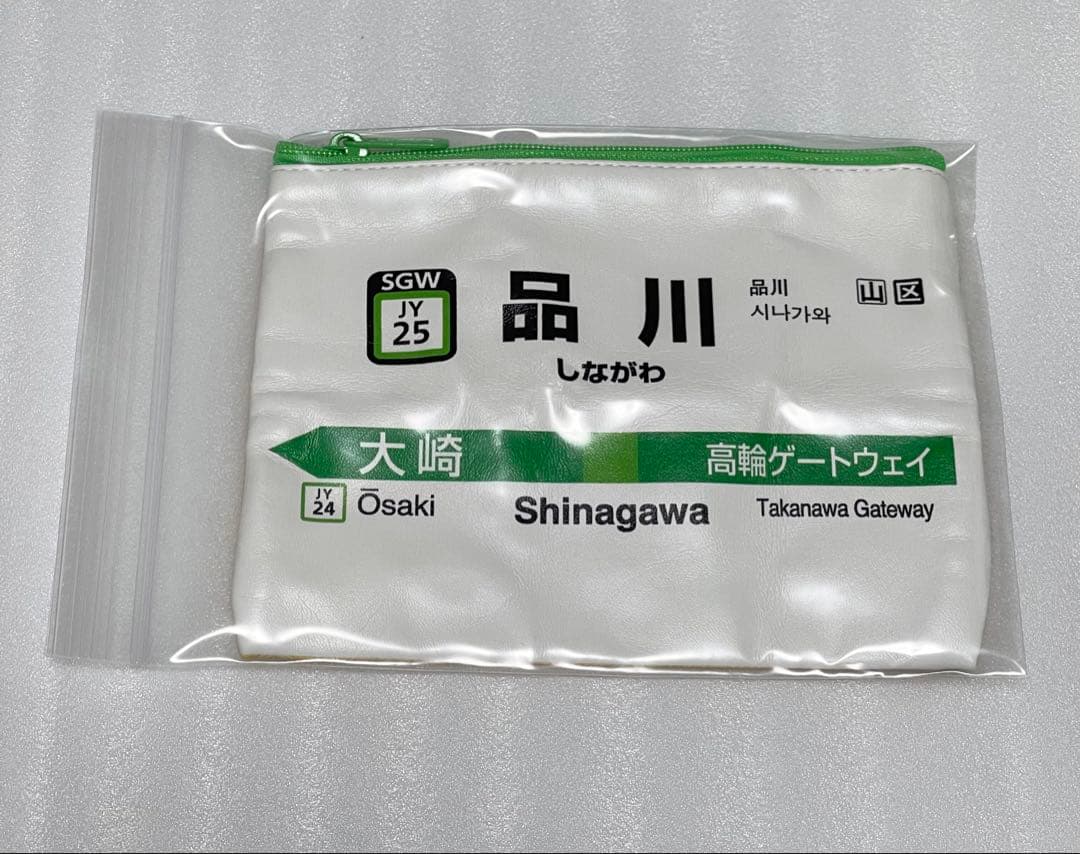 SGW
JY
25
品川
しながわ
品川
시나가와
山 区
大崎
高輪ゲートウェイ
JY
24
Ōsaki
Shinagawa
Takanawa Gateway